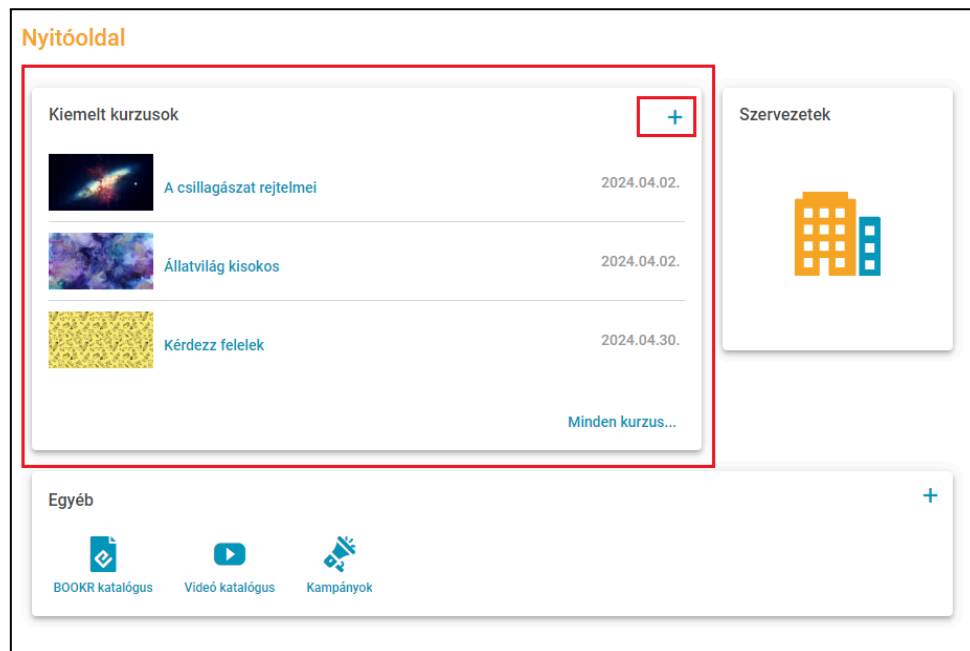 Nyitóoldal
Kiemelt kurzusok
+
A csillagászat rejtelmei 2024.04.02.
Állatvilág kisokos 2024.04.02.
Kérdezz felelek 2024.04.30.
Minden kurzus...
Szervezetek
Egyéb
+
BOOKR katalógus Videó katalógus Kampányok